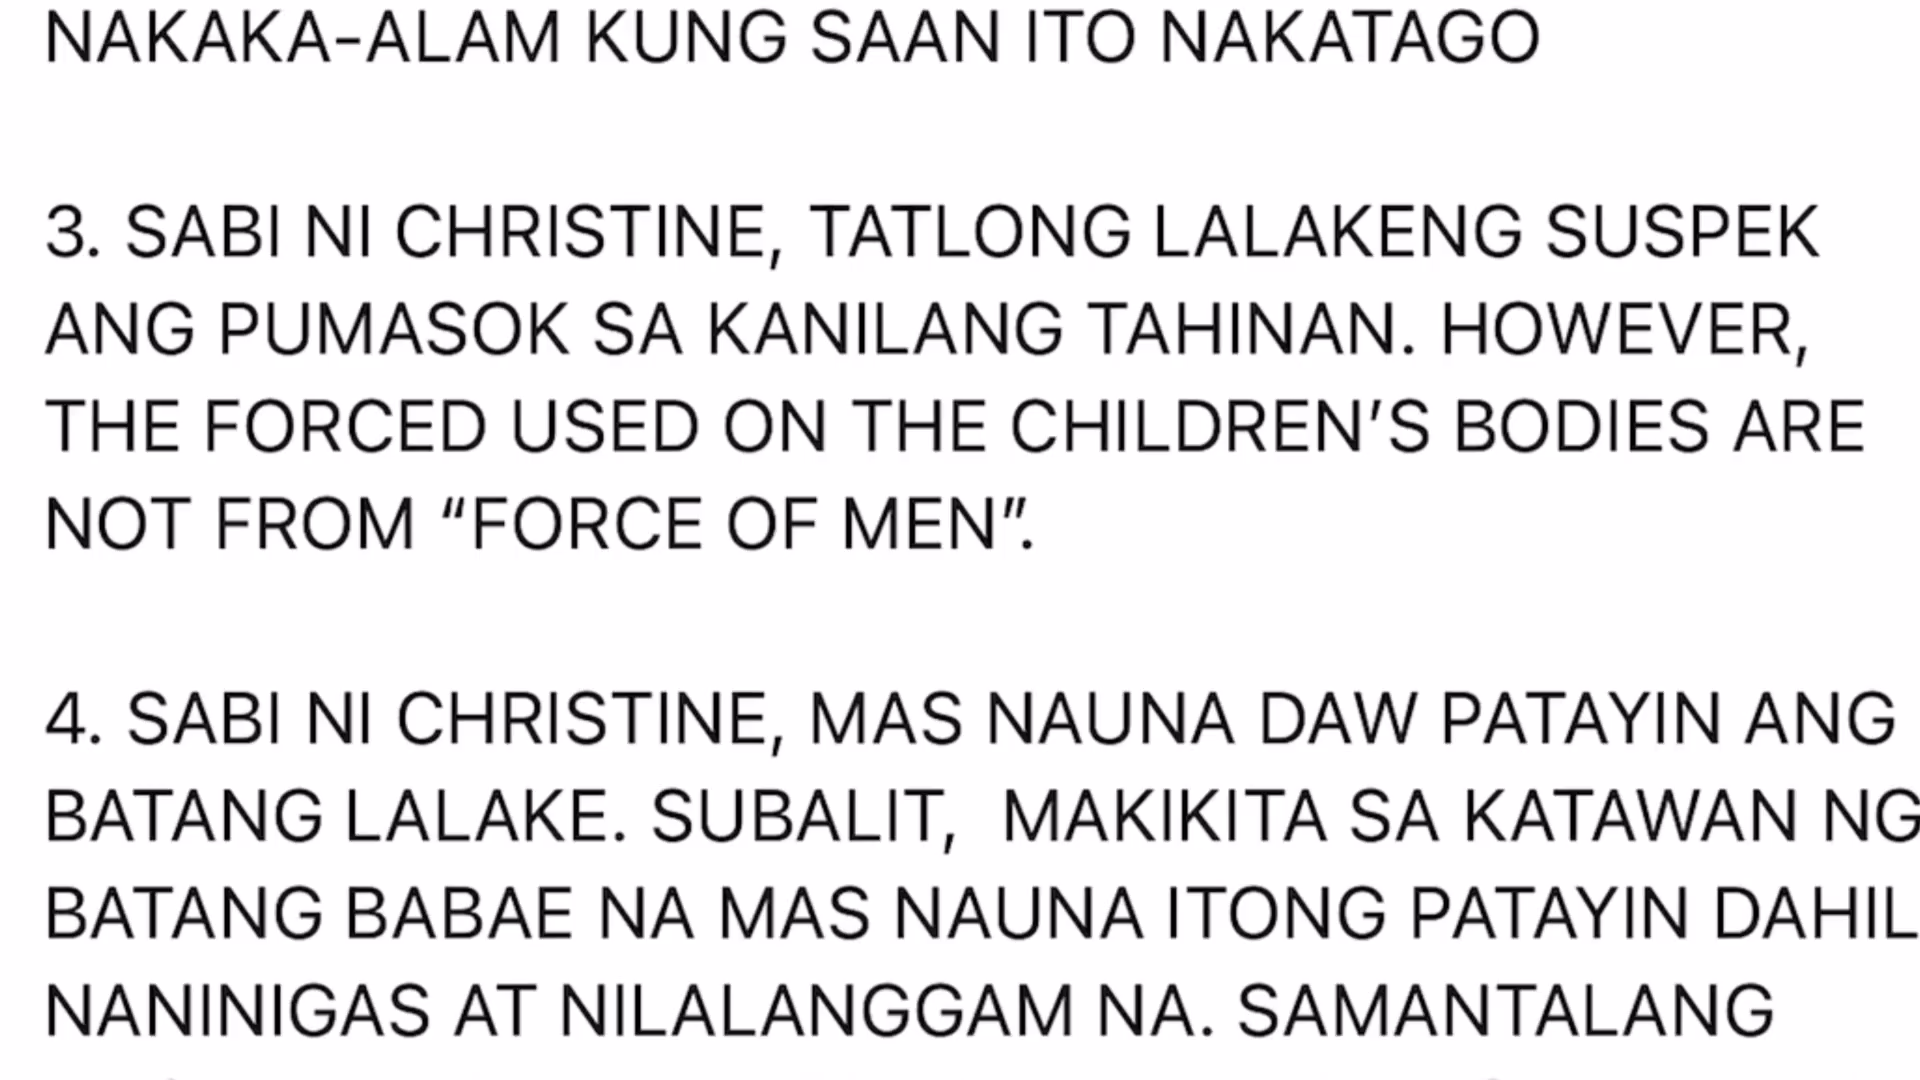 NAKAKA-ALAM KUNG SAAN ITO NAKATAGO
3. SABI NI CHRISTINE, TATLONG LALAKENG SUSPEK
ANG PUMASOK SA KANILANG TAHINAN. HOWEVER,
THE FORCED USED ON THE CHILDREN'S BODIES ARE
NOT FROM “FORCE OF MEN”.
4. SABI NI CHRISTINE, MAS NAUNA DAW PATAYIN ANG
BATANG LALAKE. SUBALIT,  MAKIKITA SA KATAWAN NG
BATANG BABAE NA MAS NAUNA ITONG PATAYIN DAHIL
NANINIGAS AT NILALANGGAM NA. SAMANTALANG